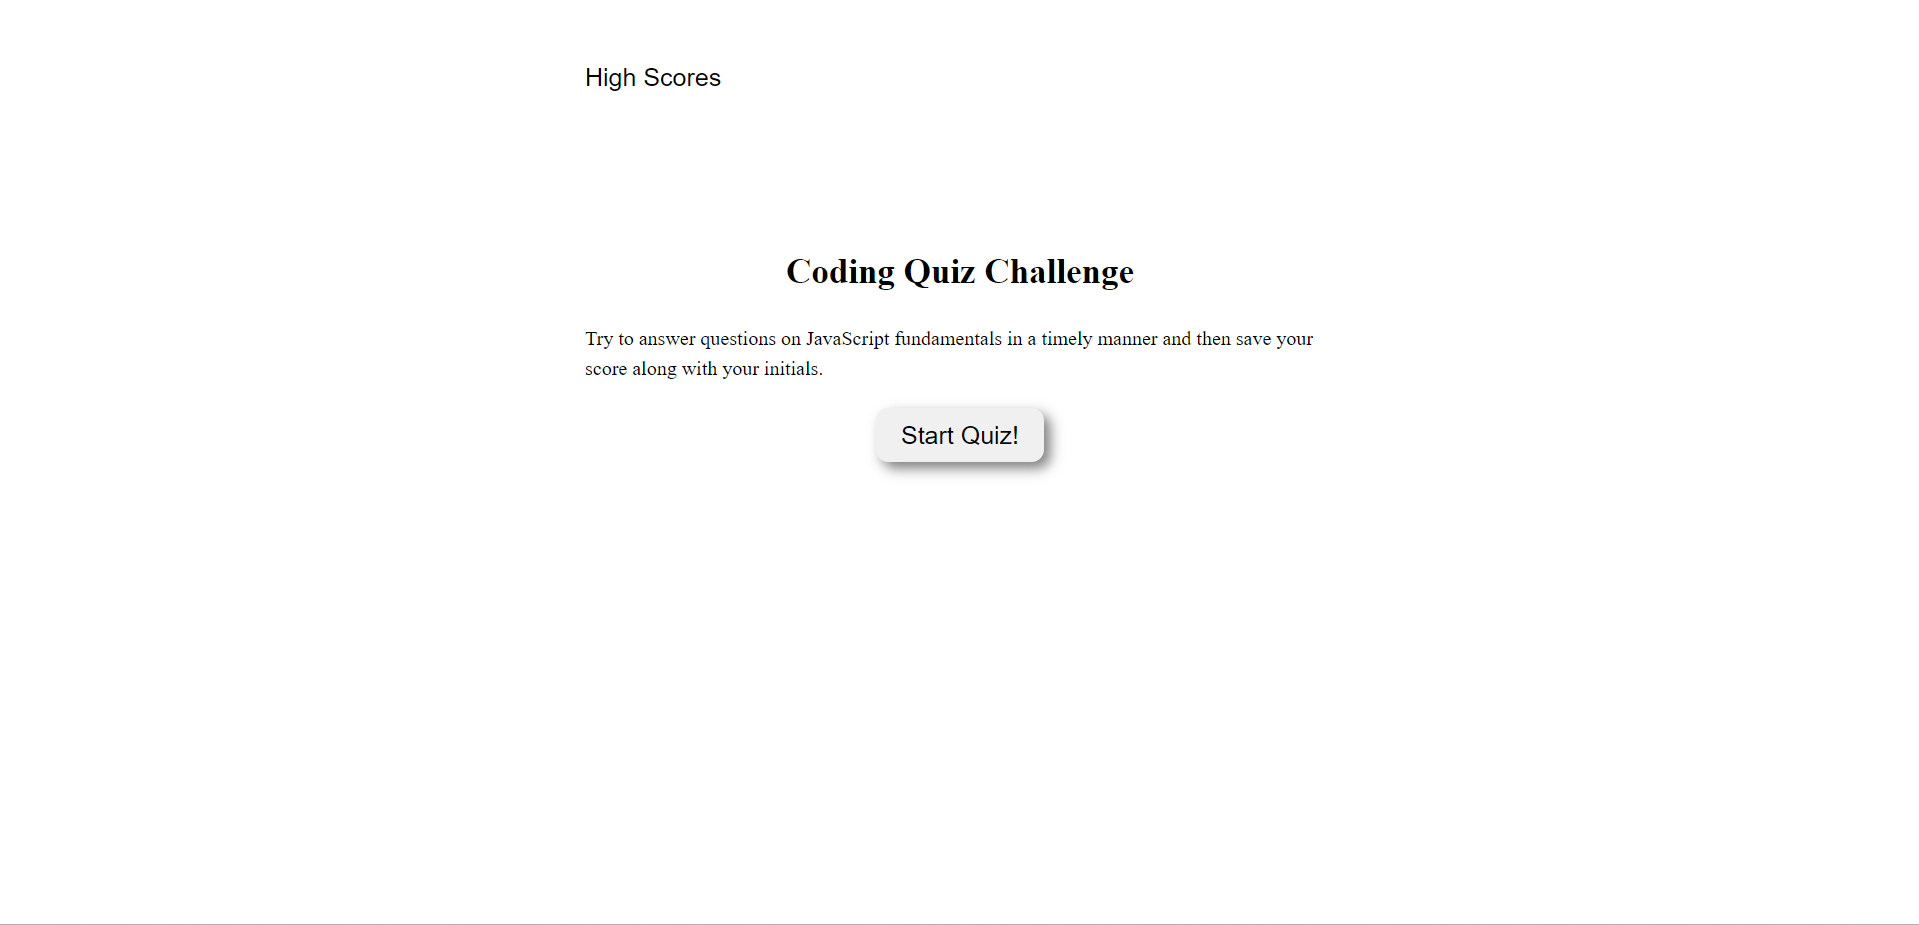 High Scores
Coding Quiz Challenge
Try to answer questions on JavaScript fundamentals in a timely manner and then save your
score along with your initials.
Start Quiz!